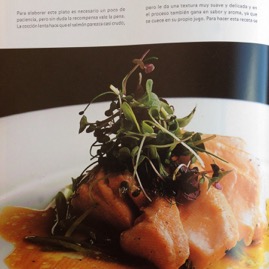 Para elaborar este plato es necesario un poco de
paciencia, pero sin duda la recompensa vale la pena.
La cocción lenta hace que el salmón parezca casi crudo,
pero le da una textura muy suave y delicada y en
el proceso también gana en sabor y aroma, ya que
se cuece en su propio jugo. Para hacer esta receta es